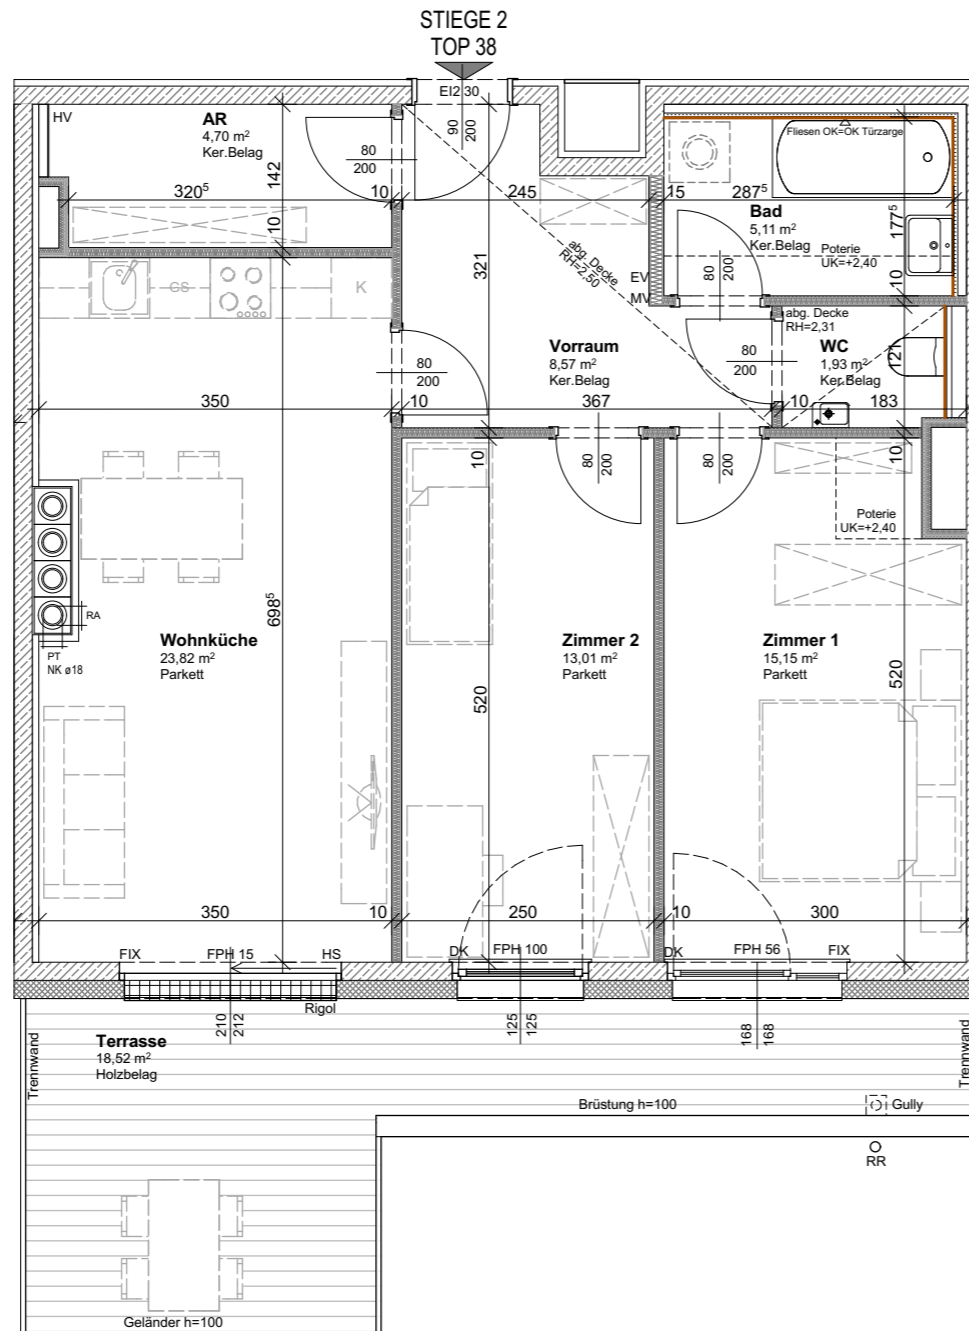 STIEGE 2
TOP 38
EI2 30
90
200
HV
AR
4,70 m²
Ker.Belag
80
200
142
320⁵
10
245
15
287⁵
10
Fliesen OK=OK Türzarge
Bad
5,11 m²
Ker.Belag
177⁵
Poterie
UK=+2,40
80
200
10
321
abg. Decke
RH=2,50
EV
MV
GS
K
abg. Decke
RH=2,31
Vorraum
8,57 m²
Ker.Belag
80
200
WC
1,93 m²
Ker.Belag
121
80
200
350
10
367
10
183
10
80
200
80
200
10
Poterie
UK=+2,40
RA
PT
NK ø18
698⁵
Wohnküche
23,82 m²
Parkett
Zimmer 2
13,01 m²
Parkett
Zimmer 1
15,15 m²
Parkett
520
520
350
10
250
10
300
FIX
FPH 15
HS
DK
FPH 100
DK
FPH 56
FIX
Rigol
210
212
125
125
168
168
Trennwand
Terrasse
18,52 m²
Holzbelag
Trennwand
Brüstung h=100
Gully
RR
Geländer h=100